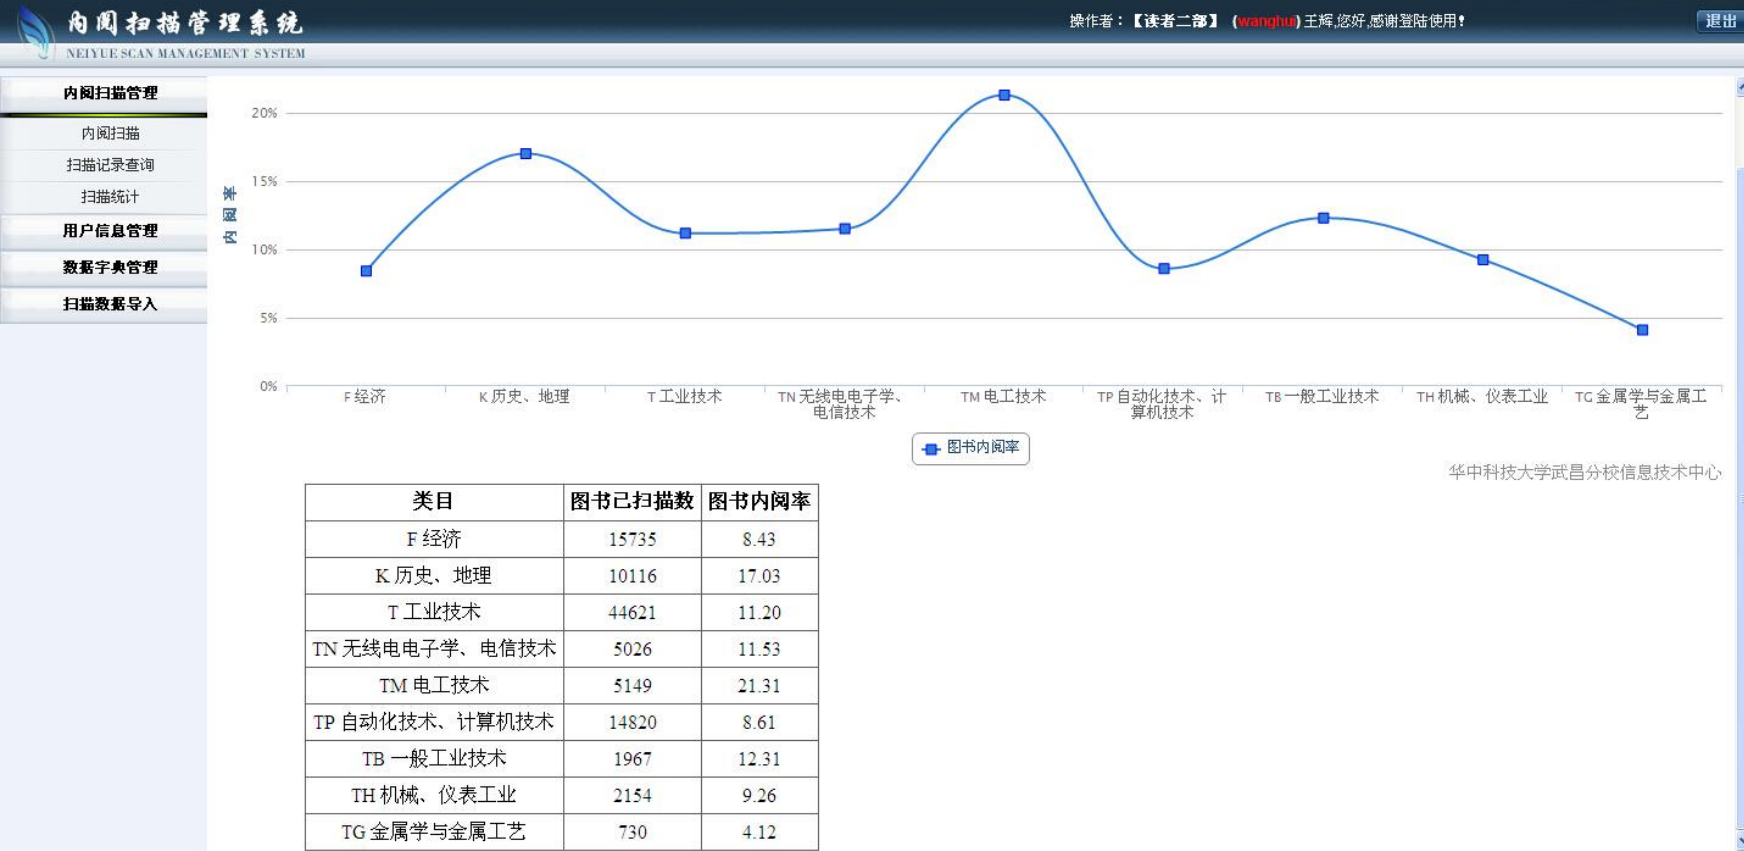 内阅扫描管理系统
NEIYUE SCAN MANAGEMENT SYSTEM
操作者：【读者二部】 (wanghui) 王辉,您好,感谢登陆使用!
退出
内阅扫描管理
内阅扫描
扫描记录查询
扫描统计
用户信息管理
数据字典管理
扫描数据导入
内阅率
20%
15%
10%
5%
0%
F 经济
K 历史、地理
T 工业技术
TN 无线电电子学、
电信技术
TM 电工技术
TP 自动化技术、计
算机技术
TB 一般工业技术
TH 机械、仪表工业
TG 金属学与金属工
艺
图书内阅率
华中科技大学武昌分校信息技术中心
类目 图书已扫描数 图书内阅率
F 经济 15735 8.43
K 历史、地理 10116 17.03
T 工业技术 44621 11.20
TN 无线电电子学、电信技术 5026 11.53
TM 电工技术 5149 21.31
TP 自动化技术、计算机技术 14820 8.61
TB 一般工业技术 1967 12.31
TH 机械、仪表工业 2154 9.26
TG 金属学与金属工艺 730 4.12